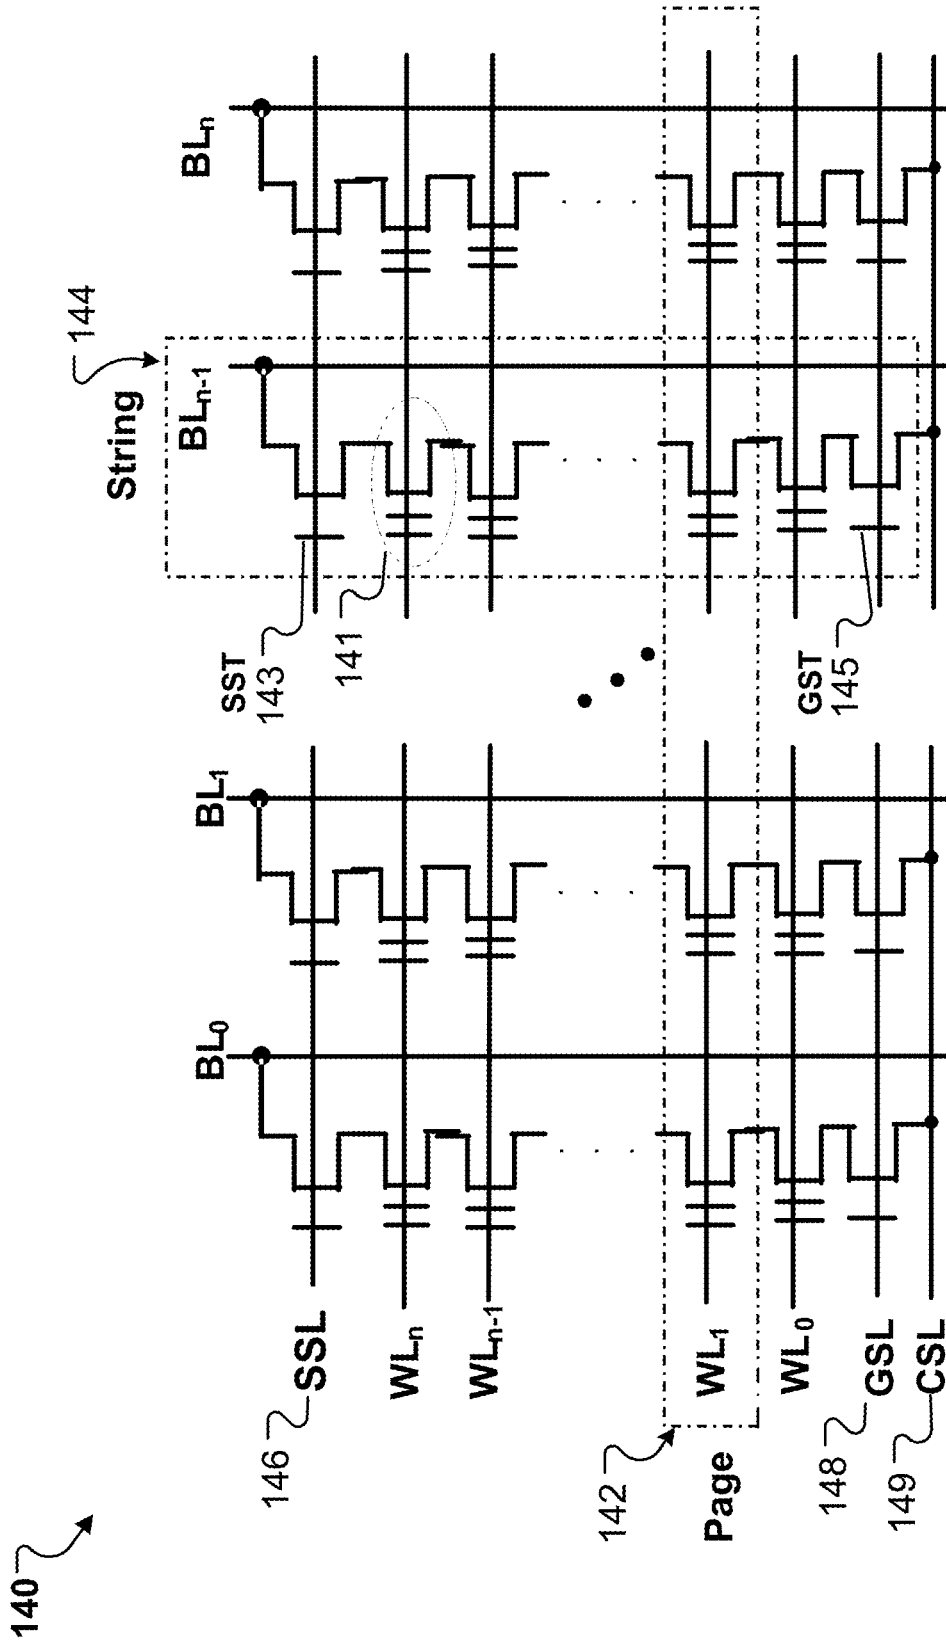 140
String
144
BL₀
BL₁
BLₙ₋₁
BLₙ
146
SSL
SST
143
WLₙ
141
WLₙ₋₁
142
Page
WL₁
WL₀
GST
145
148
GSL
149
CSL